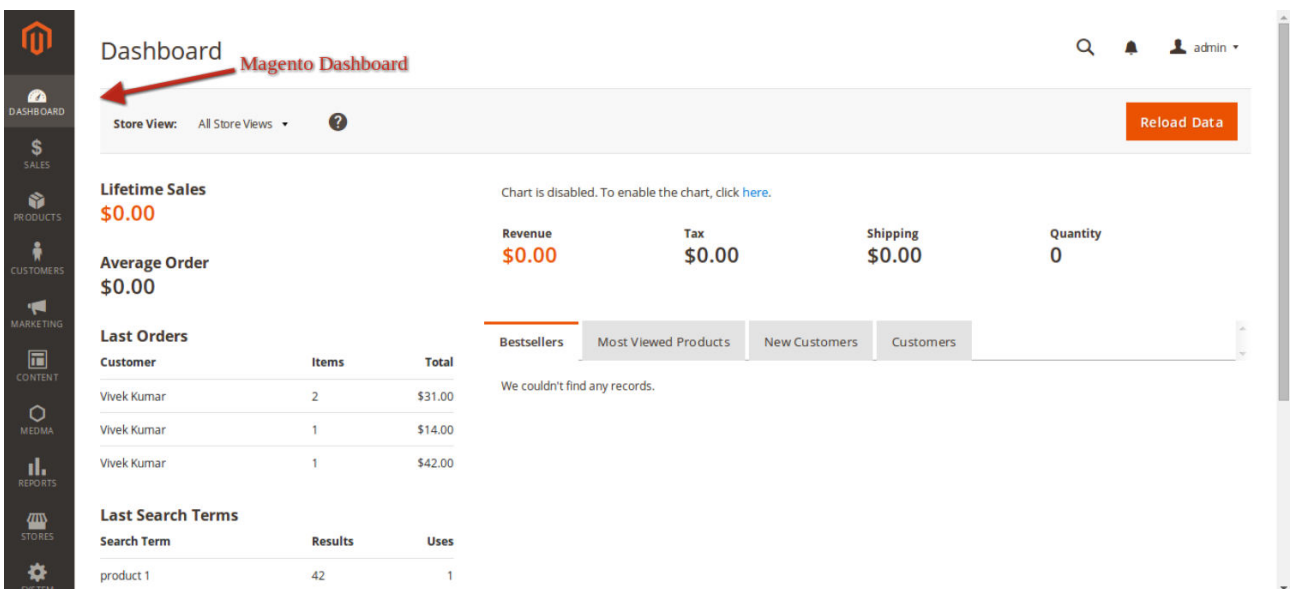 Dashboard
Magento Dashboard
admin
DASHBOARD
SALES
PRODUCTS
CUSTOMERS
MARKETING
CONTENT
MEDMA
REPORTS
STORES
SYSTEM
Store View: All Store Views ?
Reload Data
Lifetime Sales
$0.00
Average Order
$0.00
Chart is disabled. To enable the chart, click here.
Revenue Tax Shipping Quantity
$0.00 $0.00 $0.00 0
Last Orders
Customer Items Total
Vivek Kumar 2 $31.00
Vivek Kumar 1 $14.00
Vivek Kumar 1 $42.00
Bestsellers Most Viewed Products New Customers Customers
We couldn't find any records.
Last Search Terms
Search Term Results Uses
product 1 42 1